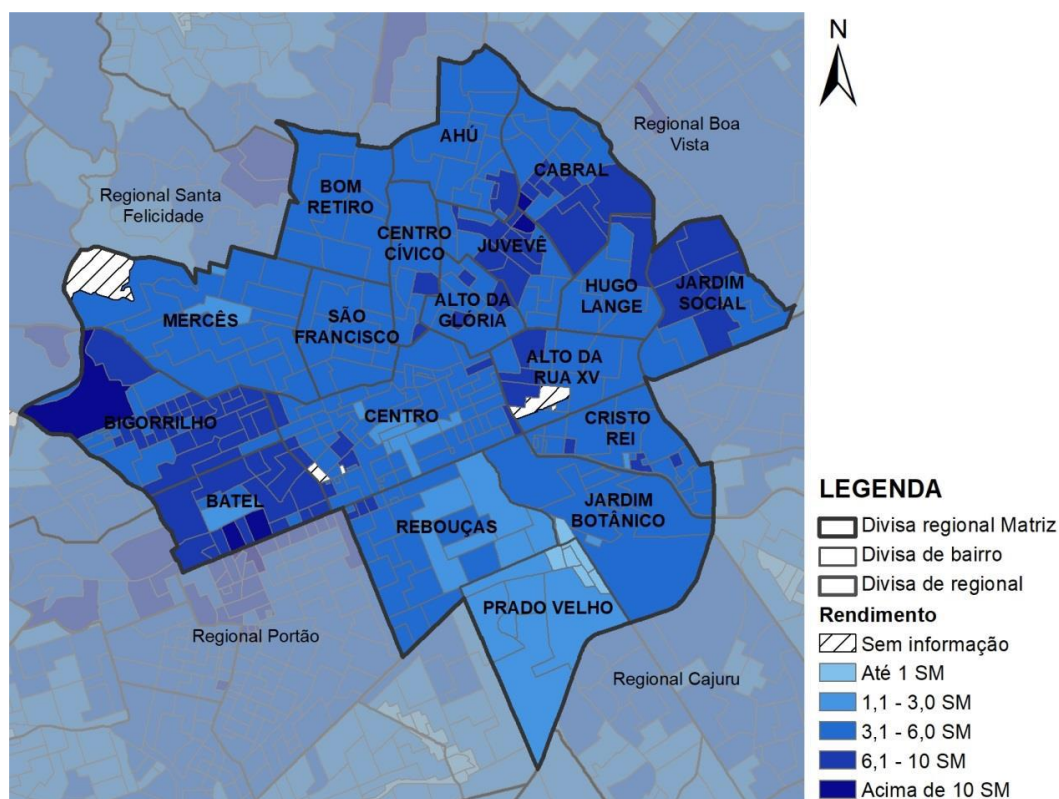 N
AHÚ
Regional Boa
Vista
CABRAL
BOM
RETIRO
Regional Santa
Felicidade
CENTRO
CÍVICO
JUVEVÊ
HUGO
LANGE
JARDIM
SOCIAL
MERCÊS
SÃO
FRANCISCO
ALTO DA
GLÓRIA
ALTO DA
RUA XV
CENTRO
BIGORRILHO
CRISTO
REI
BATEL
REBOUÇAS
JARDIM
BOTÂNICO
PRADO VELHO
Regional Portão
Regional Cajuru
LEGENDA
Divisa regional Matriz
Divisa de bairro
Divisa de regional
Rendimento
Sem informação
Até 1 SM
1,1 - 3,0 SM
3,1 - 6,0 SM
6,1 - 10 SM
Acima de 10 SM